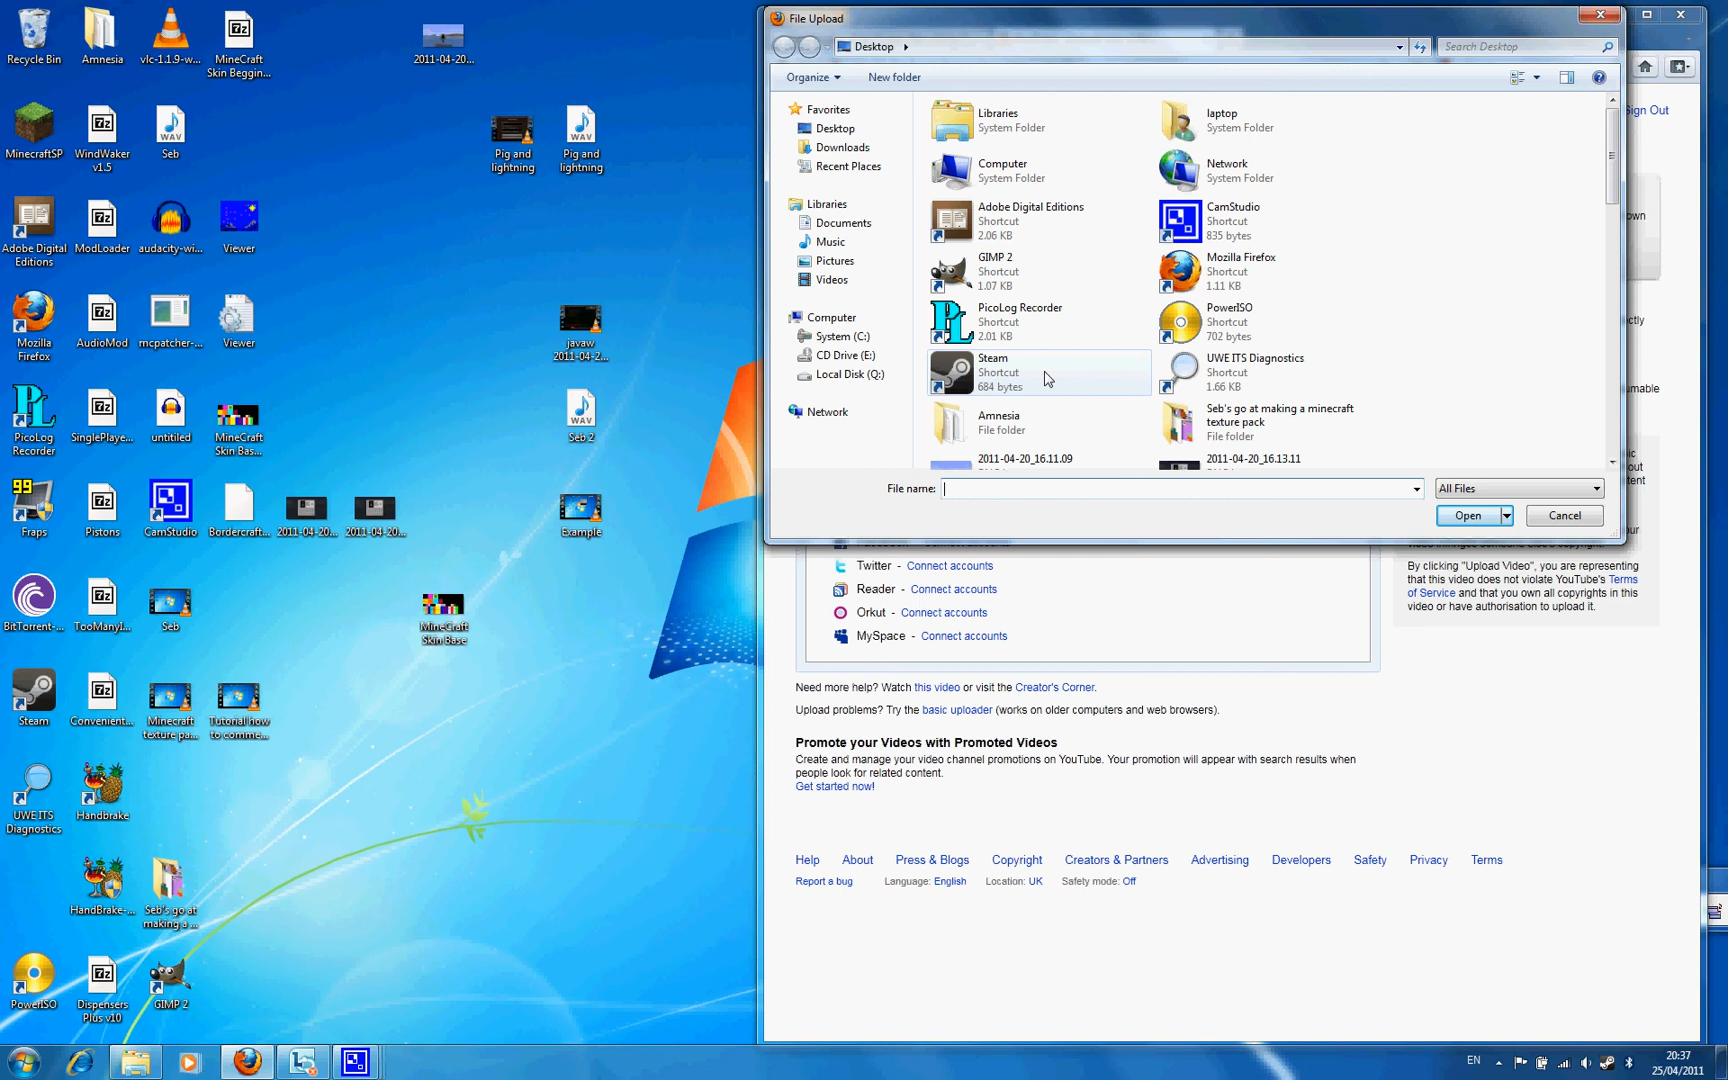 Recycle Bin
Amnesia
vlc-1.1.9-w...
MineCraft
Skin Beggin...
2011-04-20...
MinecraftSP
WindWaker
v1.5
Seb
Pig and
lightning
Pig and
lightning
Adobe Digital
Editions
ModLoader
audacity-wi...
Viewer
Mozilla
Firefox
AudioMod
mcpatcher-...
Viewer
javaw
2011-04-2...
PicoLog
Recorder
SinglePlaye...
untitled
MineCraft
Skin Bas...
Seb 2
99
Fraps
Pistons
CamStudio
Bordercraft...
2011-04-20...
2011-04-20...
Example
BitTorrent-...
TooManyI...
Seb
MineCraft
Skin Base
Steam
Convenient...
Minecraft
texture pa...
Tutorial how
to comme...
UWE ITS
Diagnostics
Handbrake
HandBrake-...
Seb's go at
making a ...
PowerISO
Dispensers
Plus v10
GIMP 2
File Upload
Desktop
Search Desktop
Organize
New folder
Favorites
Desktop
Downloads
Recent Places
Libraries
Documents
Music
Pictures
Videos
Computer
System (C:)
CD Drive (E:)
Local Disk (Q:)
Network
Libraries
System Folder
laptop
System Folder
Computer
System Folder
Network
System Folder
Adobe Digital Editions
Shortcut
2.06 KB
CamStudio
Shortcut
835 bytes
GIMP 2
Shortcut
1.07 KB
Mozilla Firefox
Shortcut
1.11 KB
PicoLog Recorder
Shortcut
2.01 KB
PowerISO
Shortcut
702 bytes
Steam
Shortcut
684 bytes
UWE ITS Diagnostics
Shortcut
1.66 KB
Amnesia
File folder
Seb's go at making a minecraft
texture pack
File folder
2011-04-20_16.11.09
2011-04-20_16.13.11
File name:
All Files
Open
Cancel
Sign Out
Twitter - Connect accounts
Reader - Connect accounts
Orkut - Connect accounts
MySpace - Connect accounts
By clicking "Upload Video", you are representing
that this video does not violate YouTube's Terms
of Service and that you own all copyrights in this
video or have authorisation to upload it.
Need more help? Watch this video or visit the Creator's Corner.
Upload problems? Try the basic uploader (works on older computers and web browsers).
Promote your Videos with Promoted Videos
Create and manage your video channel promotions on YouTube. Your promotion will appear with search results when
people look for related content.
Get started now!
Help About Press & Blogs Copyright Creators & Partners Advertising Developers Safety Privacy Terms
Report a bug Language: English Location: UK Safety mode: Off
EN
20:37
25/04/2011